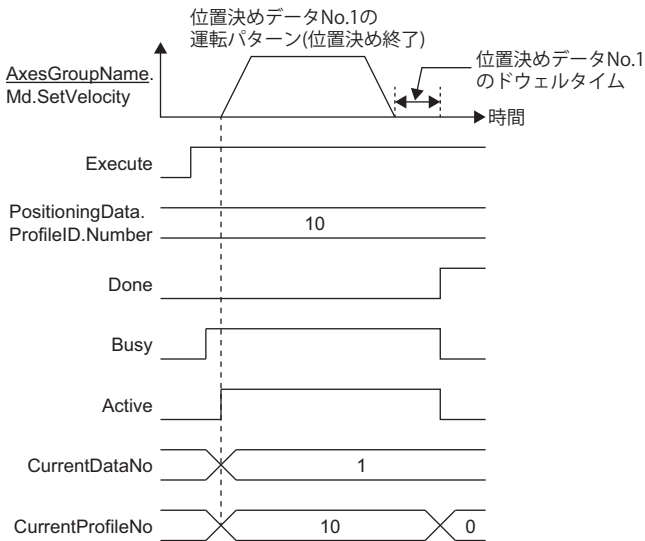 位置決めデータNo.1の
運転パターン(位置決め終了)
位置決めデータNo.1
のドウェルタイム
AxesGroupName.
Md.SetVelocity
時間
Execute
PositioningData.
ProfileID.Number
10
Done
Busy
Active
CurrentDataNo
1
CurrentProfileNo
10
0